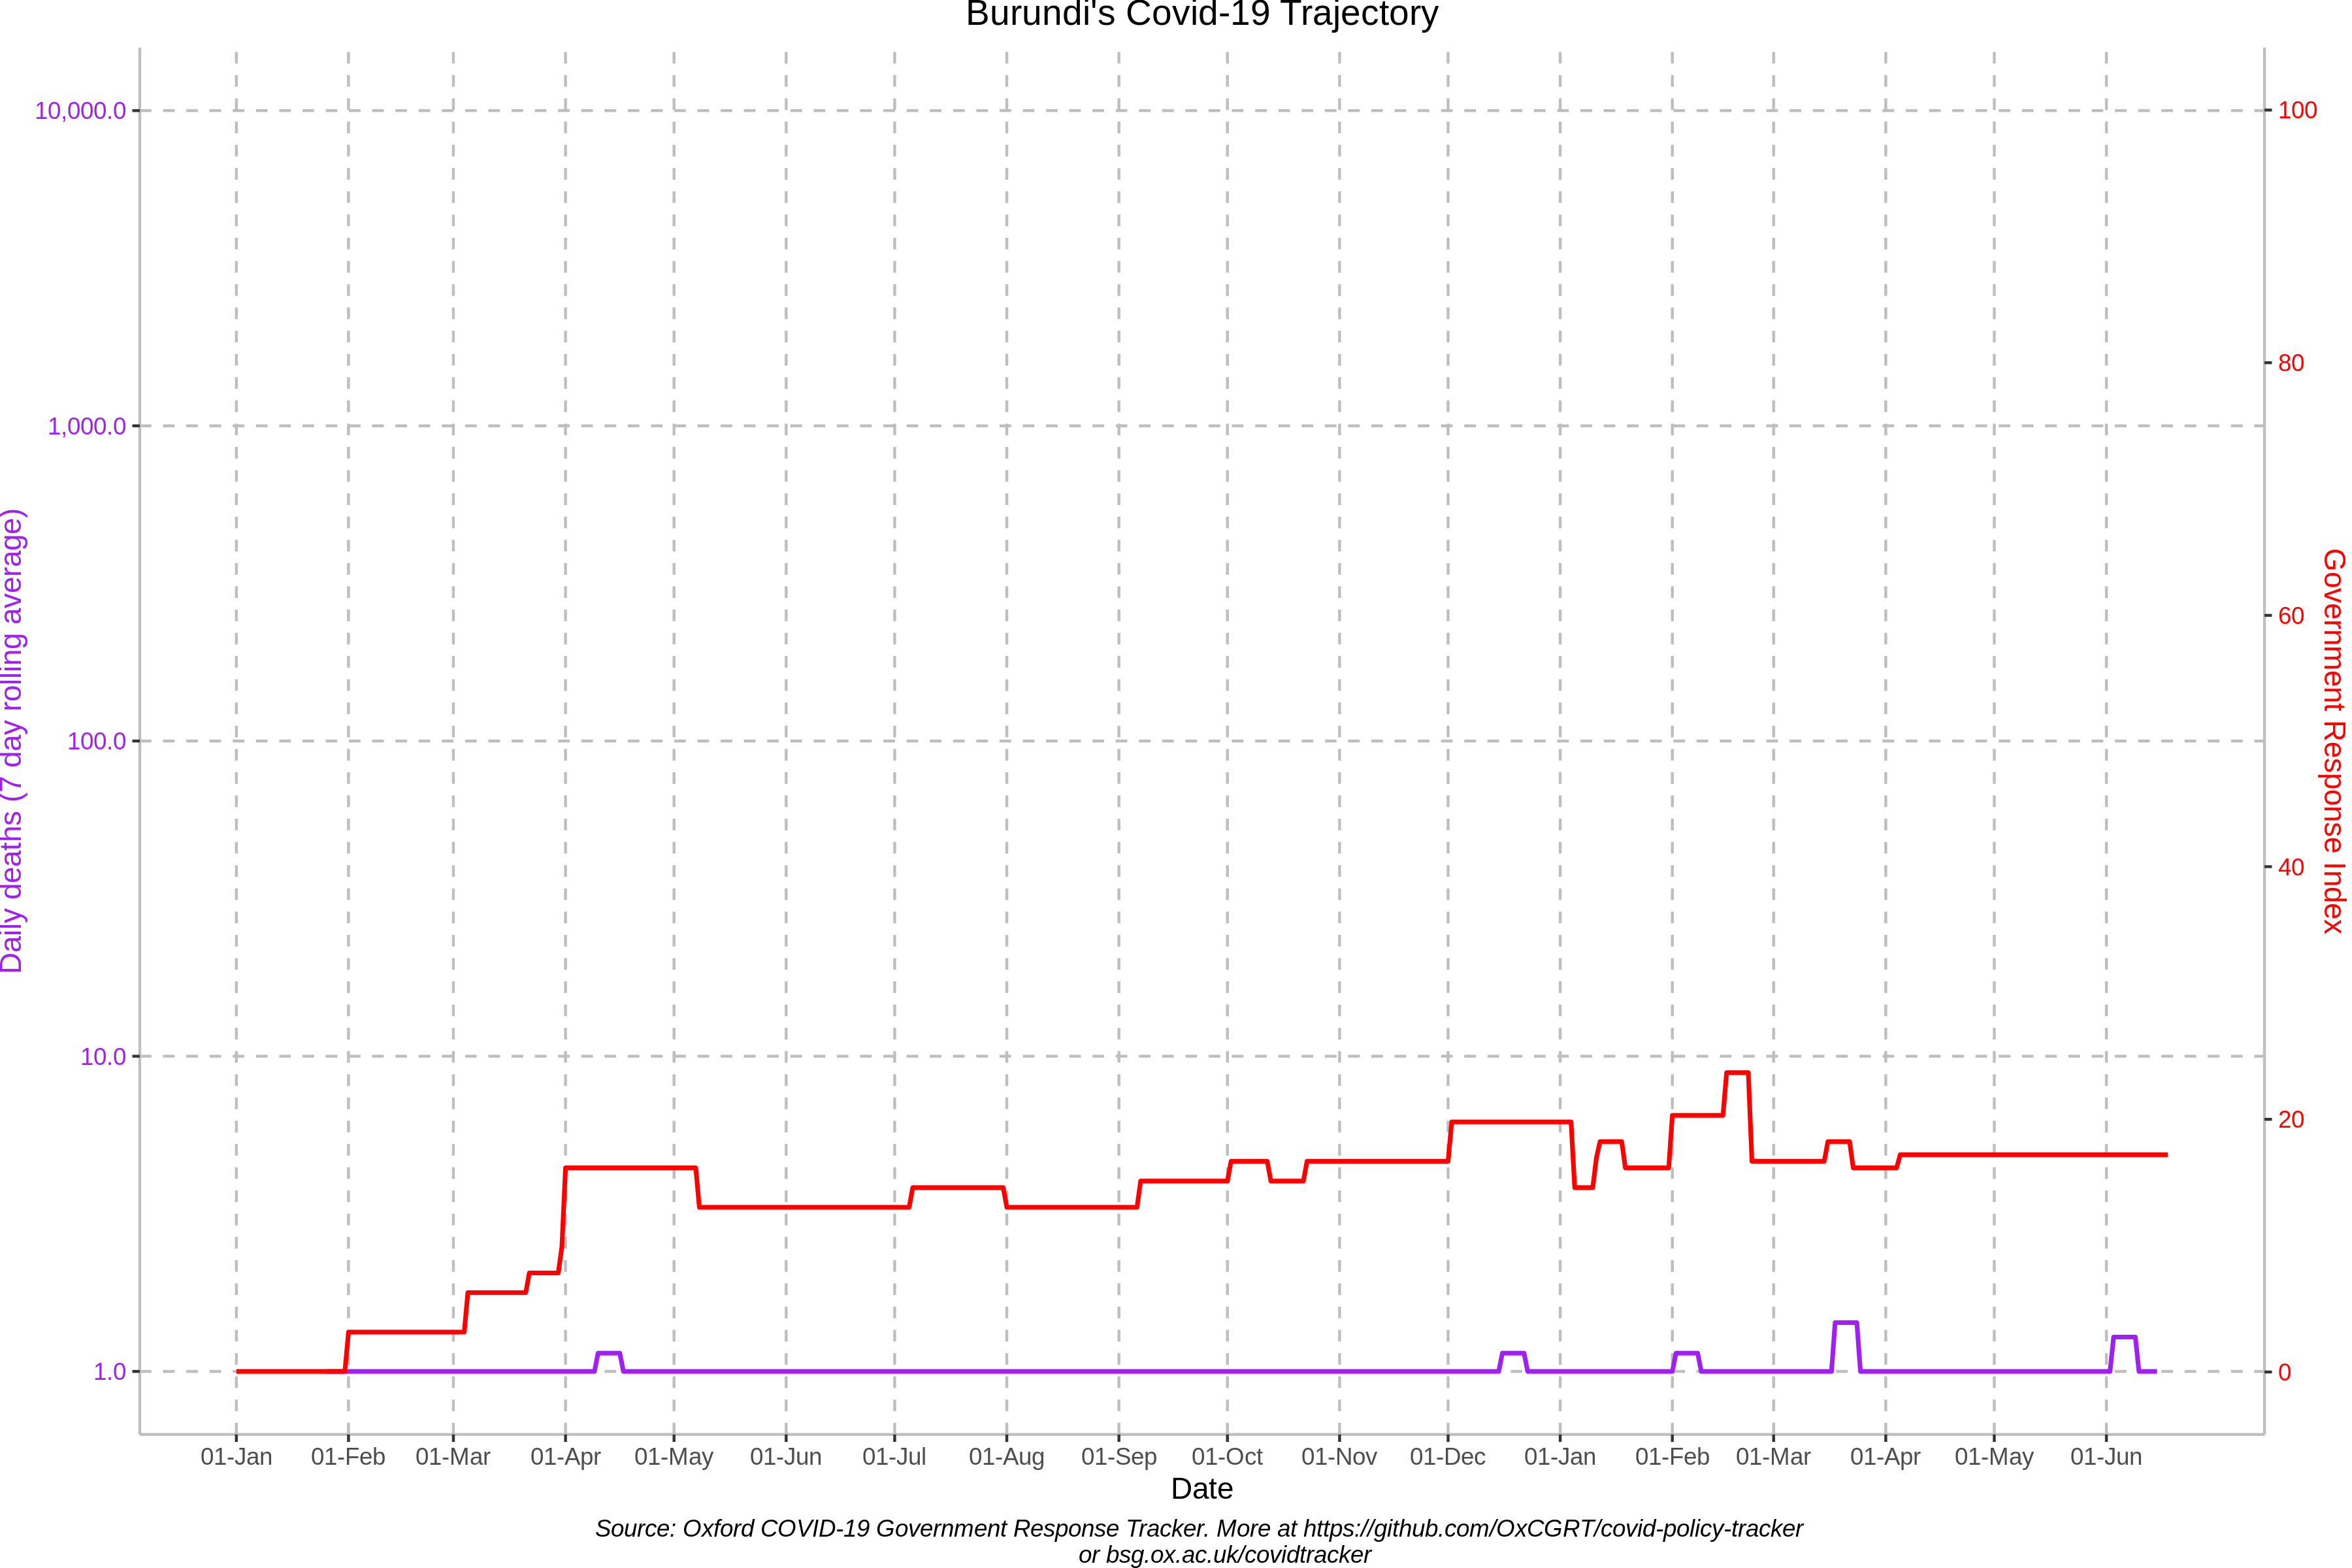 Burundi's Covid-19 Trajectory
10,000.0
1,000.0
100.0
10.0
1.0
Daily deaths (7 day rolling average)
100
80
60
40
20
0
Government Response Index
01-Jan 01-Feb 01-Mar 01-Apr 01-May 01-Jun 01-Jul 01-Aug 01-Sep 01-Oct 01-Nov 01-Dec 01-Jan 01-Feb 01-Mar 01-Apr 01-May 01-Jun
Date
Source: Oxford COVID-19 Government Response Tracker. More at https://github.com/OxCGRT/covid-policy-tracker
or bsg.ox.ac.uk/covidtracker